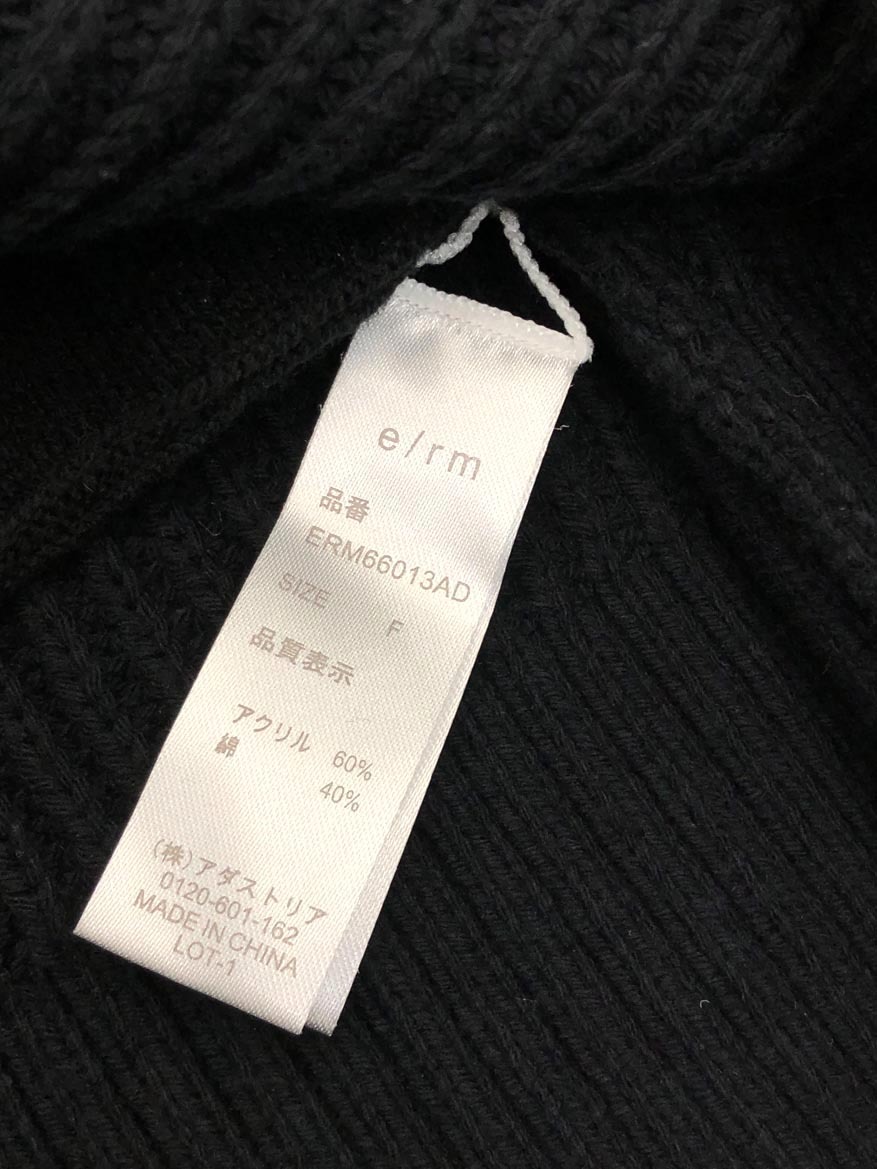 e/rm
品番
ERM66013AD
SIZE F
品質表示
アクリル 60%
綿 40%
(株)アダストリア
0120-601-162
MADE IN CHINA
LOT-1